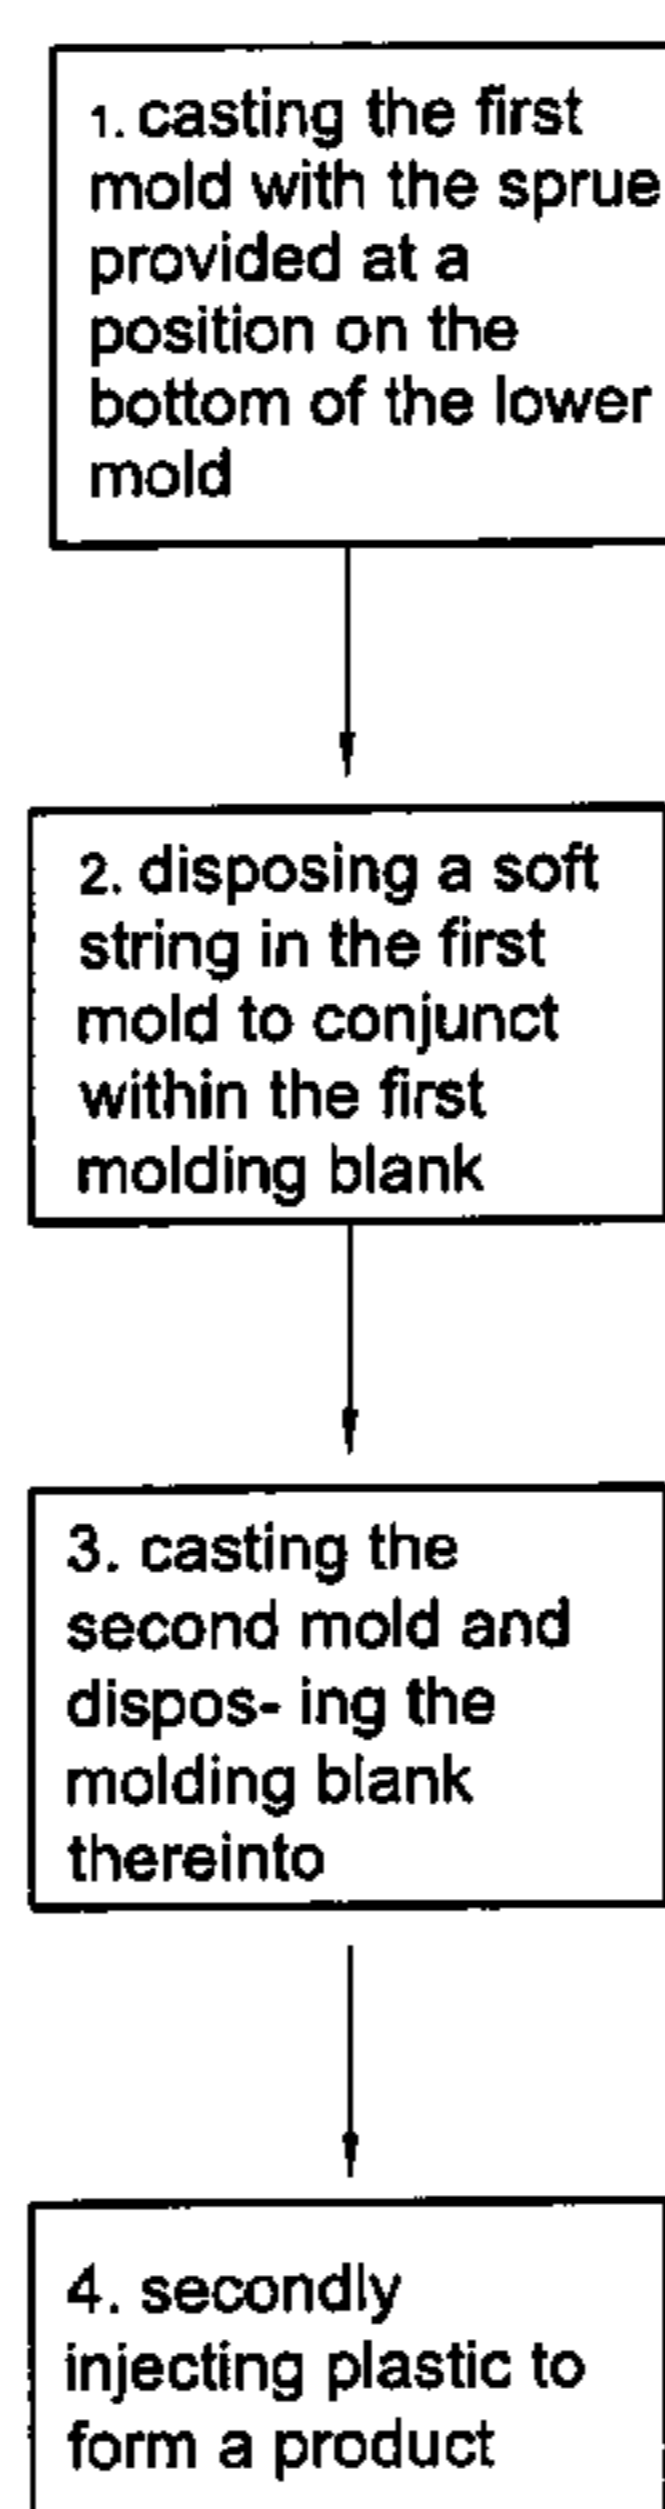 1. casting the first
mold with the sprue
provided at a
position on the
bottom of the lower
mold
2. disposing a soft
string in the first
mold to conjunct
within the first
molding blank
3. casting the
second mold and
dispos- ing the
molding blank
thereinto
4. secondly
injecting plastic to
form a product